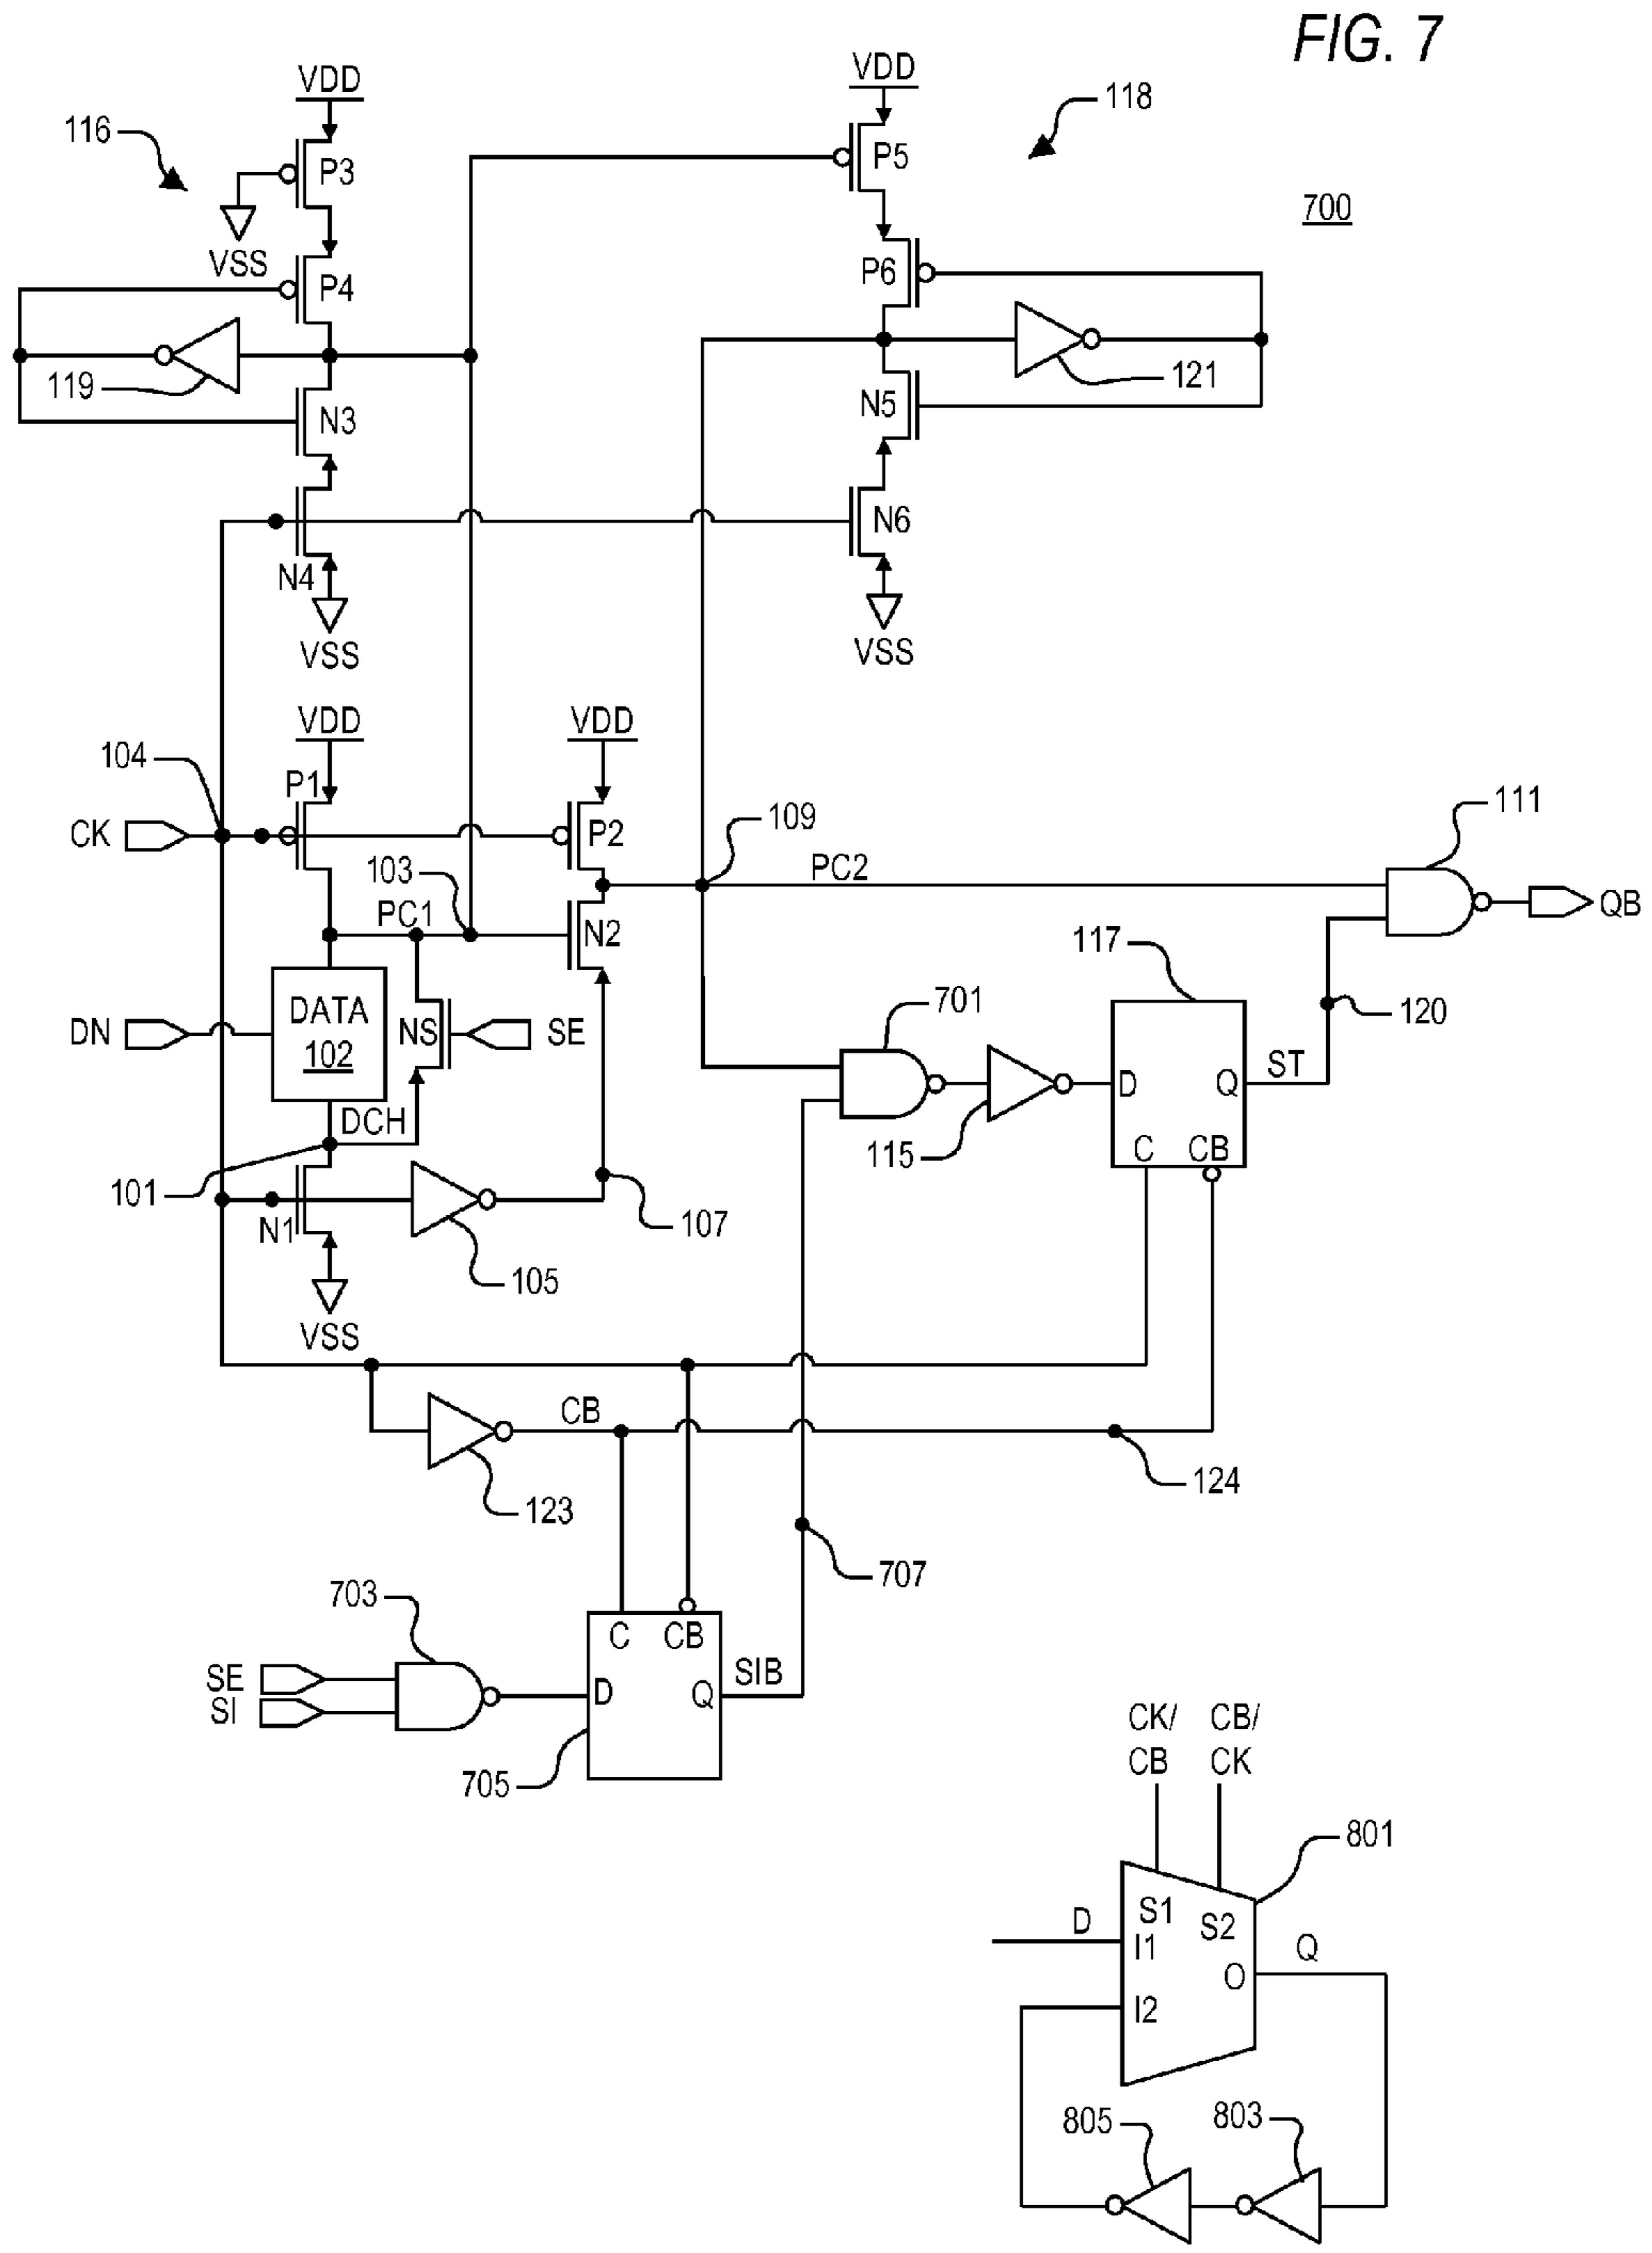 FIG. 7
VDD
VDD
118
116
P3
P5
700
VSS
P4
P6
119
N3
121
N5
N4
N6
VSS
VSS
VDD
VDD
104
P1
111
CK
P2
109
103
PC2
PC1
QB
N2
117
DATA
102
701
DN
NS
SE
120
D
Q
ST
DCH
115
C
CB
101
N1
107
105
VSS
CB
123
124
707
703
C
CB
SE
SI
D
Q
SIB
705
CK/
CB
CB/
CK
801
D
S1
S2
I1
Q
O
I2
805
803